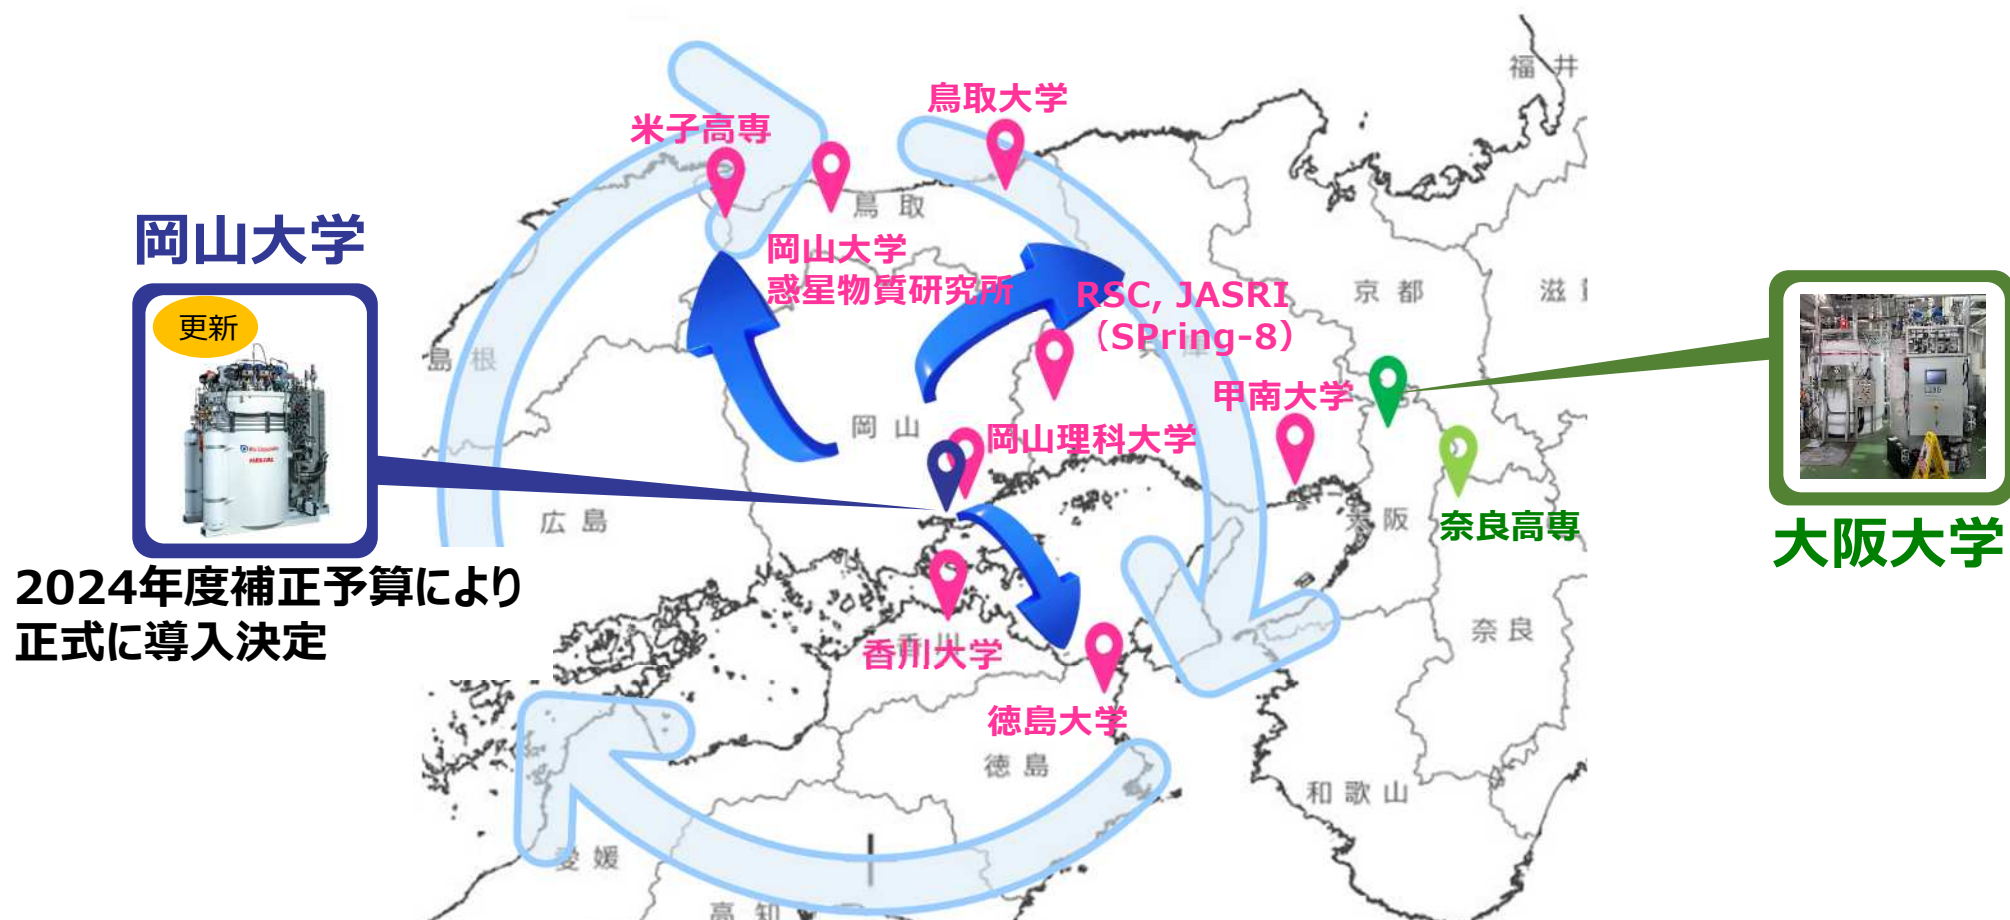 福井
鳥取大学
米子高専
鳥取
岡山大学
岡山大学
惑星物質研究所
RSC, JASRI
（SPring-8）
京都
滋
更新
島根
兵庫
甲南大学
岡山
岡山理科大学
広島
大阪
奈良高専
大阪大学
2024年度補正予算により
正式に導入決定
香川
香川大学
奈良
徳島大学
徳島
和歌山
愛媛
高知